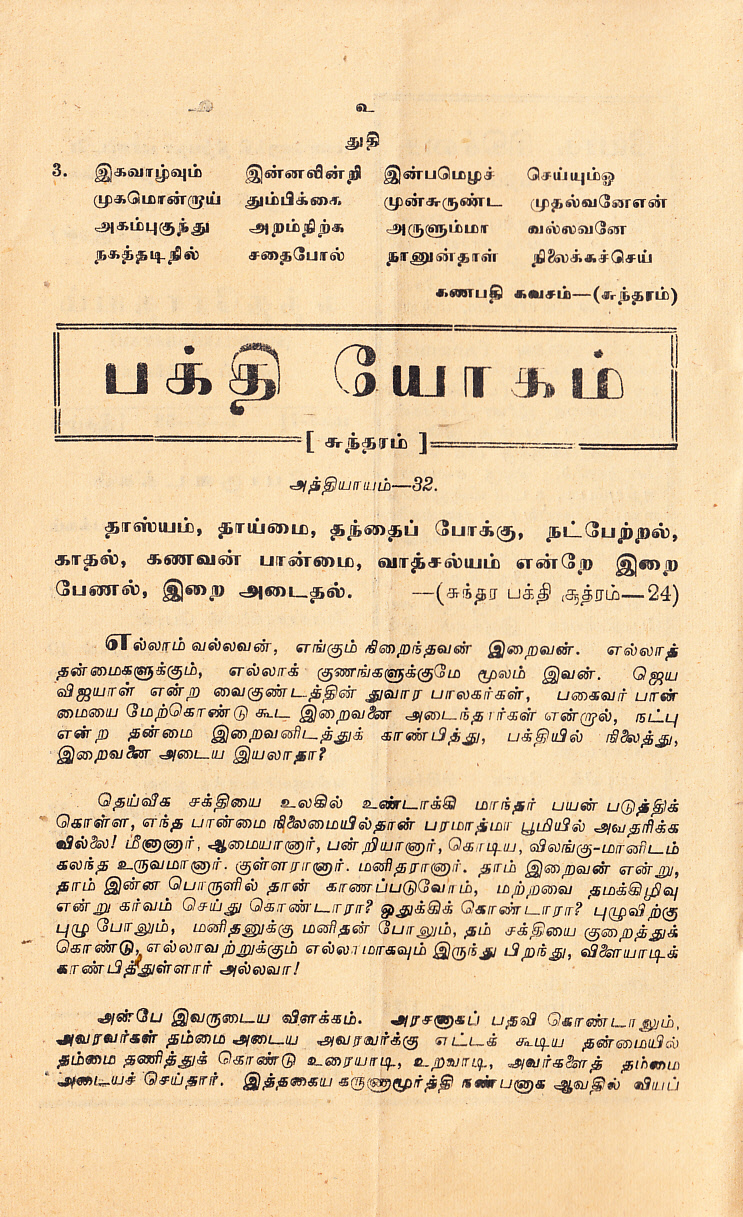 உ
துதி
3. இகவாழ்வும் இன்னலின்றி இன்பமெழச் செய்யும்ஓ
முகமொன்றாய் தும்பிக்கை முன்சுருண்ட முதல்வனேஎன்
அகம்புகுந்து அறம்நிற்க அருளும்மா வல்லவனே
நகத்தடிநில் சதைபோல் நானுன்தாள் நிலைக்கச்செய்
கணபதி கவசம்—(சுந்தரம்)
பக்தி யோகம்
[ சுந்தரம் ]
அத்தியாயம்—32.
தாஸ்யம், தாய்மை, தந்தைப் போக்கு, நட்பேற்றல்,
காதல், கணவன் பான்மை, வாத்சல்யம் என்றே இறை
பேணல், இறை அடைதல். —(சுந்தர பக்தி சூத்ரம்—24)
எல்லாம் வல்லவன், எங்கும் நிறைந்தவன் இறைவன். எல்லாத்
தன்மைகளுக்கும், எல்லாக் குணங்களுக்குமே மூலம் இவன். ஜெய
விஜயாள் என்ற வைகுண்டத்தின் துவார பாலகர்கள், பகைவர் பான்
மையை மேற்கொண்டு கூட இறைவனை அடைந்தார்கள் என்றால், நட்பு
என்ற தன்மை இறைவனிடத்துக் காண்பித்து, பக்தியில் நிலைத்து,
இறைவனை அடைய இயலாதா?
தெய்வீக சக்தியை உலகில் உண்டாக்கி மாந்தர் பயன் படுத்திக்
கொள்ள, எந்த பான்மை நிலைமையில்தான் பரமாத்மா பூமியில் அவதரிக்க
வில்லை! மீனானார், ஆமையானார், பன்றியானார், கொடிய, விலங்கு-மானிடம்
கலந்த உருவமானார். குள்ளரானார். மனிதரானார். தாம் இறைவன் என்று,
தாம் இன்ன பொருளில் தான் காணப்படுவோம், மற்றவை தமக்கிழிவு
என்று கர்வம் செய்து கொண்டாரா? ஒதுக்கிக் கொண்டாரா? புழுவிற்கு
புழு போலும், மனிதனுக்கு மனிதன் போலும், தம் சக்தியை குறைத்துக்
கொண்டு, எல்லாவற்றுக்கும் எல்லாமாகவும் இருந்து பிறந்து, விளையாடிக்
காண்பித்துள்ளார் அல்லவா!
அன்பே இவருடைய விளக்கம். அரசனாகப் பதவி கொண்டாலும்,
அவரவர்கள் தம்மை அடைய அவரவர்க்கு எட்டக் கூடிய தன்மையில்
தம்மை தணித்துக் கொண்டு உரையாடி, உறவாடி, அவர்களைத் தம்மை
அடையச் செய்தார். இத்தகைய கருணாமூர்த்தி நண்பனாக ஆவதில் வியப்